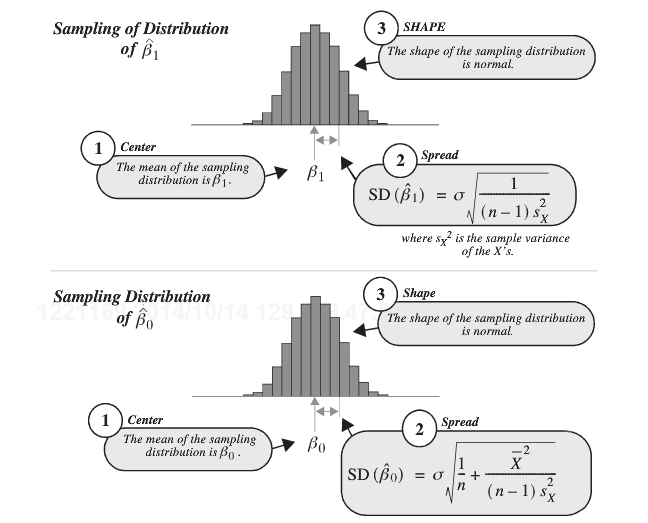 Sampling of Distribution
of β̂₁
3 SHAPE
The shape of the sampling distribution
is normal.
1 Center
The mean of the sampling
distribution is β₁.
β₁
2 Spread
SD (β̂₁) = σ √(1 / ((n – 1) s_X²))
where s_X² is the sample variance
of the X's.
Sampling Distribution
of β̂₀
3 Shape
The shape of the sampling distribution
is normal.
1 Center
The mean of the sampling
distribution is β₀.
β₀
2 Spread
SD (β̂₀) = σ √(1/n + X̄² / ((n – 1) s_X²))